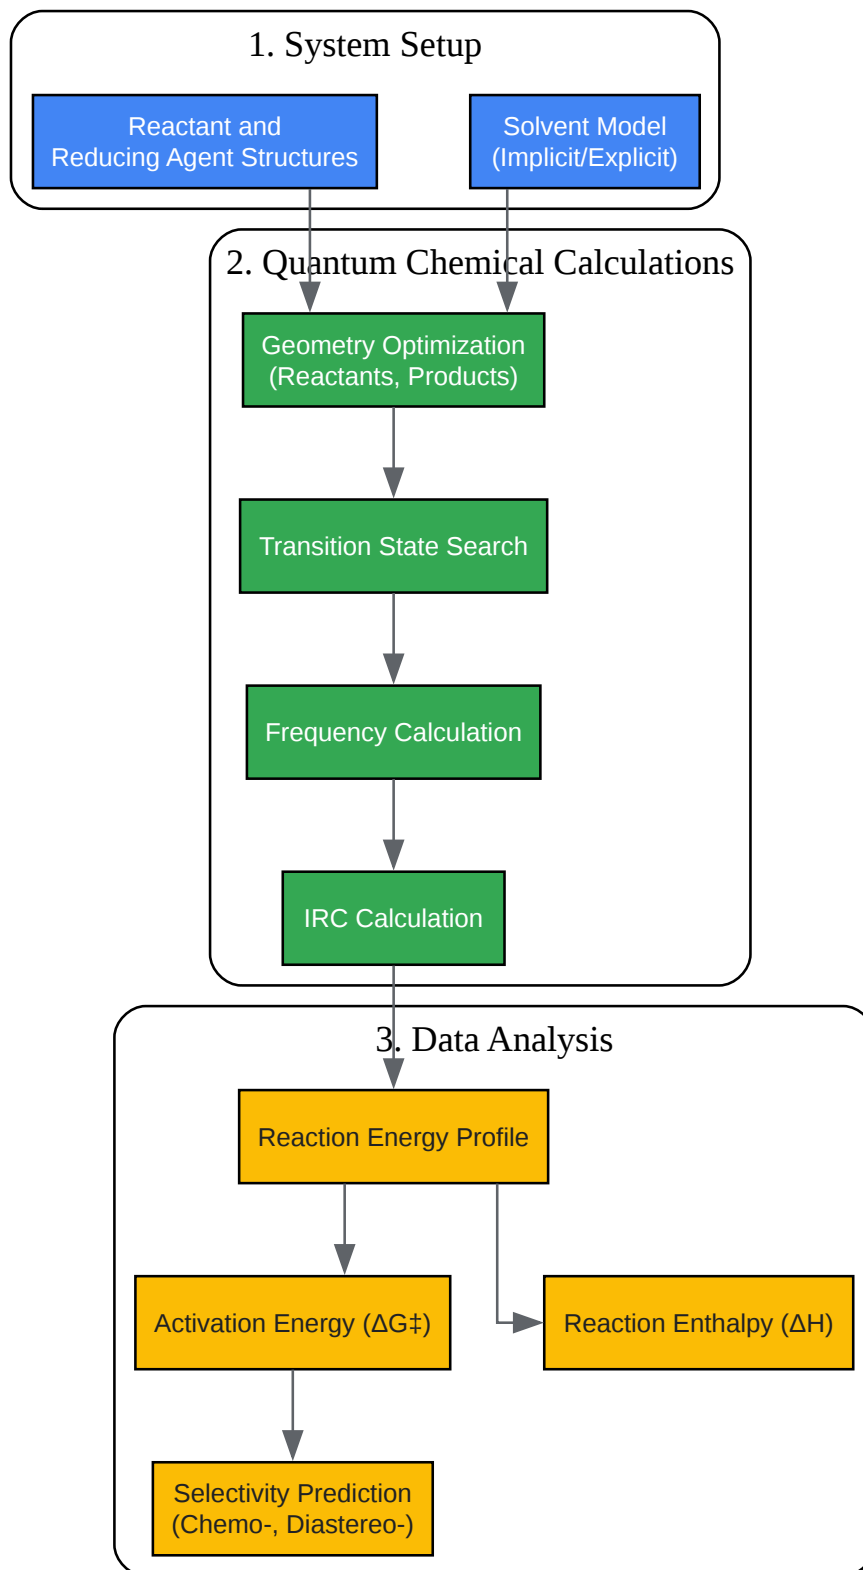 1. System Setup
Reactant and
Reducing Agent Structures
Solvent Model
(Implicit/Explicit)
2. Quantum Chemical Calculations
Geometry Optimization
(Reactants, Products)
Transition State Search
Frequency Calculation
IRC Calculation
3. Data Analysis
Reaction Energy Profile
Activation Energy (ΔG‡)
Reaction Enthalpy (ΔH)
Selectivity Prediction
(Chemo-, Diastereo-)